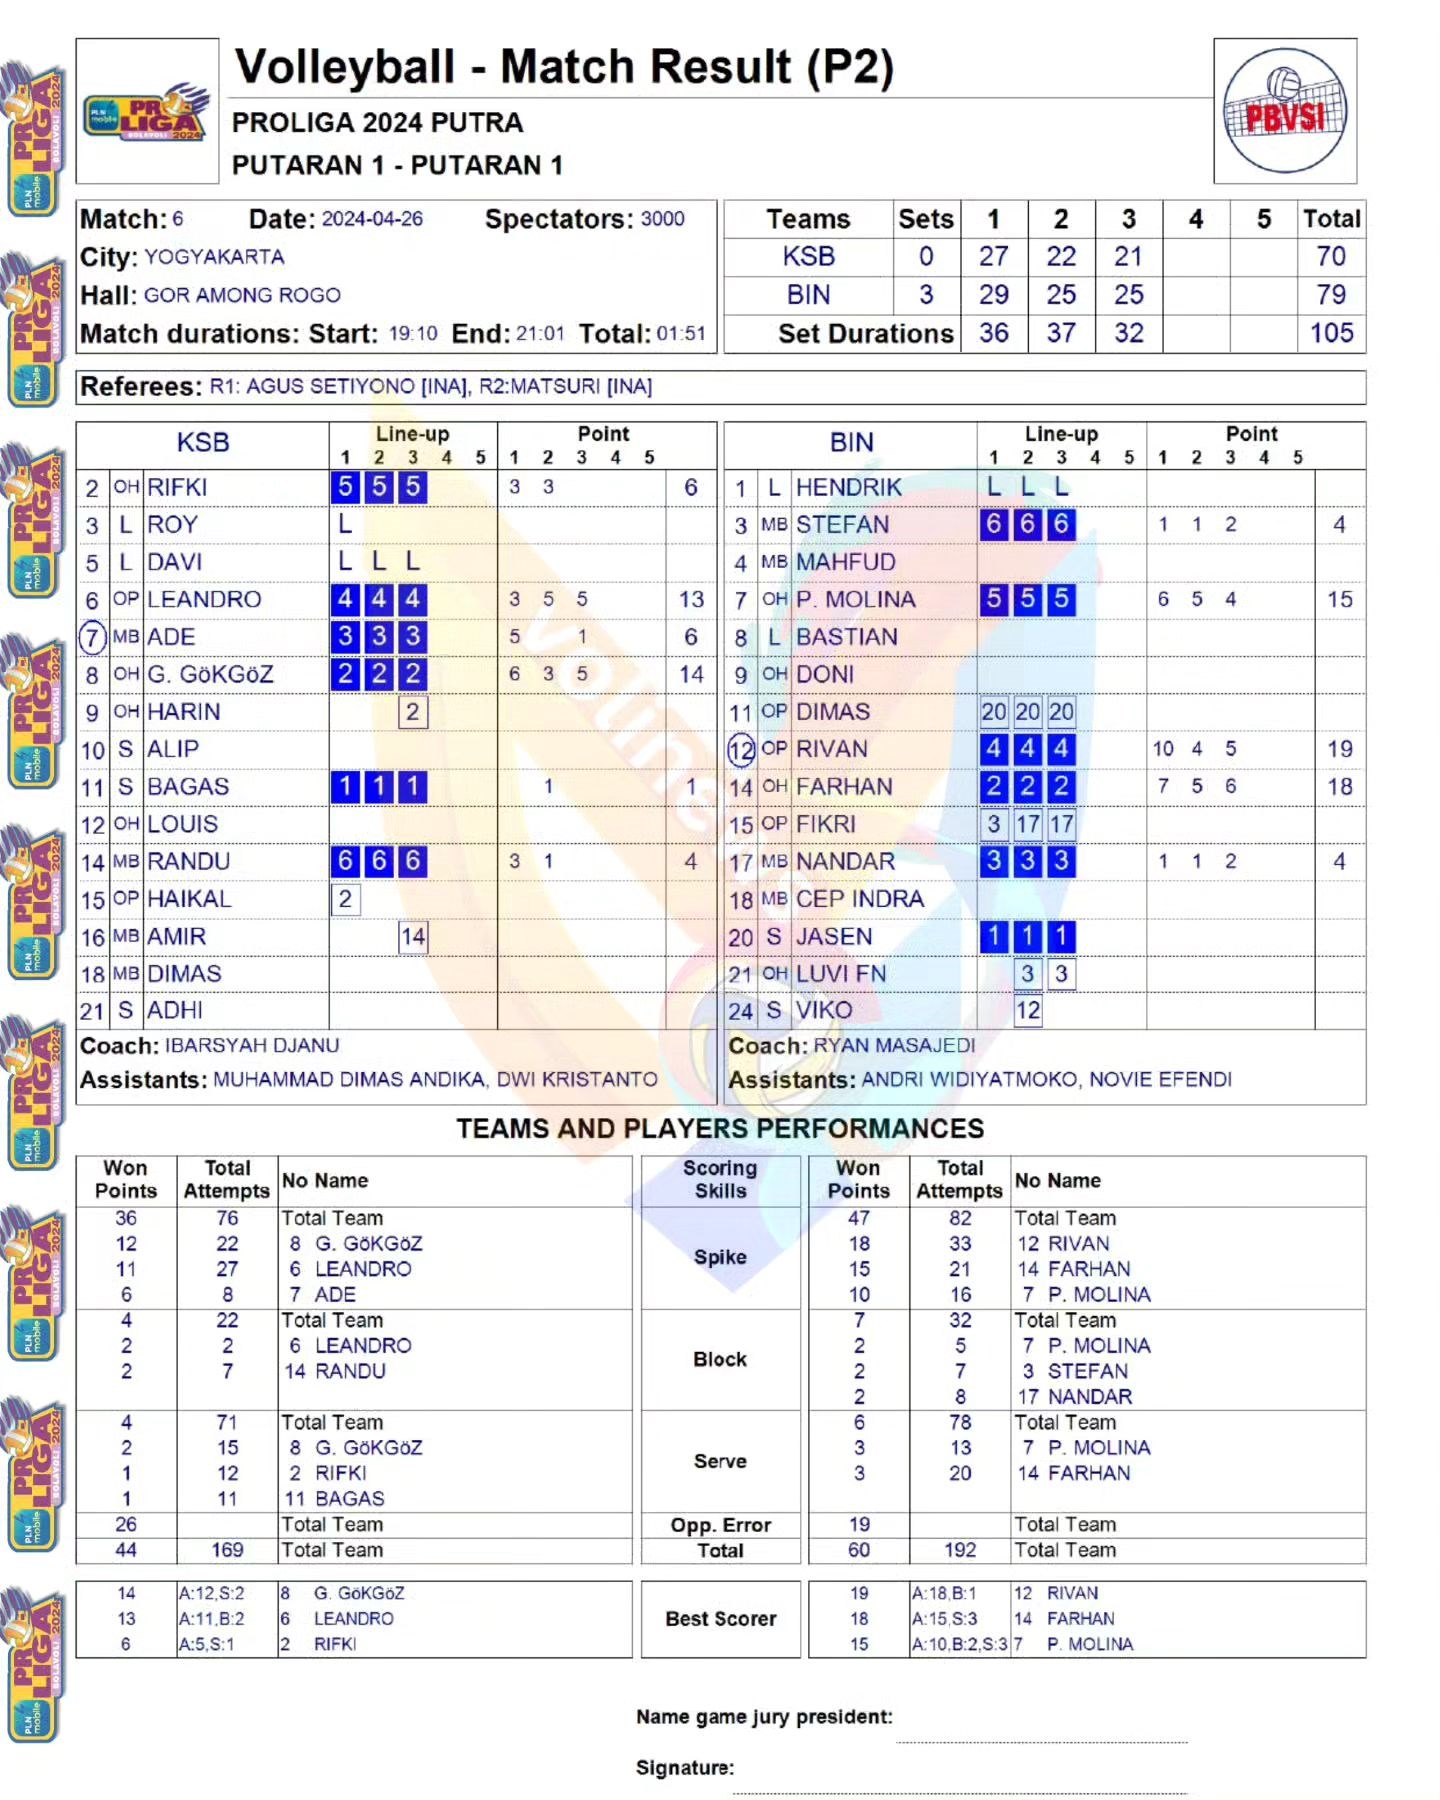 Volleyball - Match Result (P2)
PROLIGA 2024 PUTRA
PUTARAN 1 - PUTARAN 1
PLN mobile PROLIGA BOLAVOLI 2024
PBVSI
Match: 6 Date: 2024-04-26 Spectators: 3000
City: YOGYAKARTA
Hall: GOR AMONG ROGO
Match durations: Start: 19:10 End: 21:01 Total: 01:51
Teams Sets 1 2 3 4 5 Total
KSB 0 27 22 21 70
BIN 3 29 25 25 79
Set Durations 36 37 32 105
Referees: R1: AGUS SETIYONO [INA], R2:MATSURI [INA]
KSB Line-up Point
1 2 3 4 5 1 2 3 4 5
2 OH RIFKI 5 5 5 3 3 6
3 L ROY L
5 L DAVI L L L
6 OP LEANDRO 4 4 4 3 5 5 13
7 MB ADE 3 3 3 5 1 6
8 OH G. GöKGöZ 2 2 2 6 3 5 14
9 OH HARIN 2
10 S ALIP
11 S BAGAS 1 1 1 1 1
12 OH LOUIS
14 MB RANDU 6 6 6 3 1 4
15 OP HAIKAL 2
16 MB AMIR 14
18 MB DIMAS
21 S ADHI
Coach: IBARSYAH DJANU
Assistants: MUHAMMAD DIMAS ANDIKA, DWI KRISTANTO
BIN Line-up Point
1 2 3 4 5 1 2 3 4 5
1 L HENDRIK L L L
3 MB STEFAN 6 6 6 1 1 2 4
4 MB MAHFUD
7 OH P. MOLINA 5 5 5 6 5 4 15
8 L BASTIAN
9 OH DONI
11 OP DIMAS 20 20 20
12 OP RIVAN 4 4 4 10 4 5 19
14 OH FARHAN 2 2 2 7 5 6 18
15 OP FIKRI 3 17 17
17 MB NANDAR 3 3 3 1 1 2 4
18 MB CEP INDRA
20 S JASEN 1 1 1
21 OH LUVI FN 3 3
24 S VIKO 12
Coach: RYAN MASAJEDI
Assistants: ANDRI WIDIYATMOKO, NOVIE EFENDI
TEAMS AND PLAYERS PERFORMANCES
Won Points Total Attempts No Name Scoring Skills Won Points Total Attempts No Name
36 76 Total Team Spike 47 82 Total Team
12 22 8 G. GöKGöZ 18 33 12 RIVAN
11 27 6 LEANDRO 15 21 14 FARHAN
6 8 7 ADE 10 16 7 P. MOLINA
4 22 Total Team Block 7 32 Total Team
2 2 6 LEANDRO 2 5 7 P. MOLINA
2 7 14 RANDU 2 7 3 STEFAN
2 8 17 NANDAR
4 71 Total Team Serve 6 78 Total Team
2 15 8 G. GöKGöZ 3 13 7 P. MOLINA
1 12 2 RIFKI 3 20 14 FARHAN
1 11 11 BAGAS
26 Total Team Opp. Error 19 Total Team
44 169 Total Team Total 60 192 Total Team
14 A:12,S:2 8 G. GöKGöZ Best Scorer 19 A:18,B:1 12 RIVAN
13 A:11,B:2 6 LEANDRO 18 A:15,S:3 14 FARHAN
6 A:5,S:1 2 RIFKI 15 A:10,B:2,S:3 7 P. MOLINA
Name game jury president:
Signature: